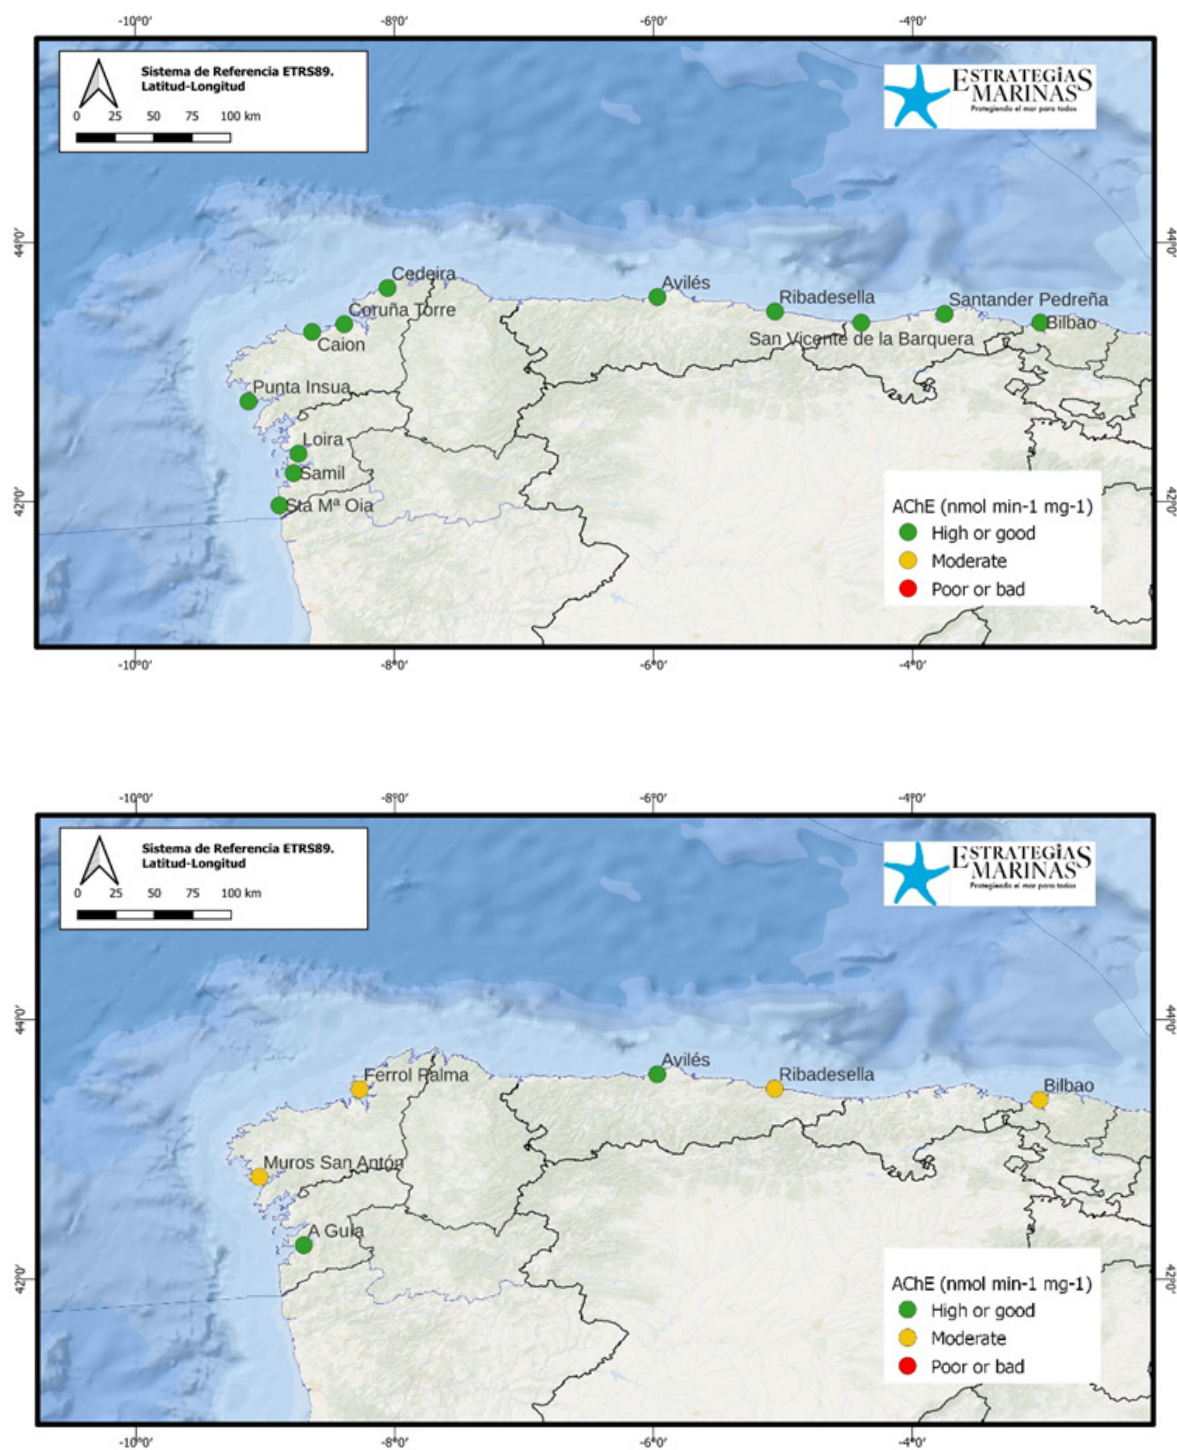 -10°0' -8°0' -6°0' -4°0'
Sistema de Referencia ETRS89.
Latitud-Longitud
0 25 50 75 100 km
ESTRATEGIAS
MARINAS
Protegiendo el mar para todos
44°0' 44°0'
Cedeira
Avilés
Ribadesella
Santander Pedreña
Coruña Torre
Bilbao
Caion
San Vicente de la Barquera
Punta Insua
Loira
Samil
42°0' 42°0'
Sta Mª Oia
AChE (nmol min-1 mg-1)
High or good
Moderate
Poor or bad
-10°0' -8°0' -6°0' -4°0'
-10°0' -8°0' -6°0' -4°0'
Sistema de Referencia ETRS89.
Latitud-Longitud
0 25 50 75 100 km
ESTRATEGIAS
MARINAS
Protegiendo el mar para todos
44°0' 44°0'
Avilés
Ferrol Palma
Ribadesella
Bilbao
Muros San Antón
A Guía
42°0' 42°0'
AChE (nmol min-1 mg-1)
High or good
Moderate
Poor or bad
-10°0' -8°0' -6°0' -4°0'